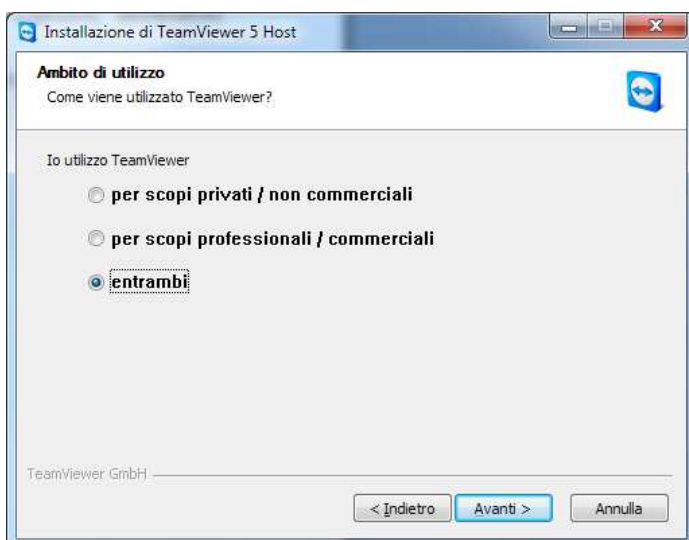 Installazione di TeamViewer 5 Host
Ambito di utilizzo
Come viene utilizzato TeamViewer?
Io utilizzo TeamViewer
per scopi privati / non commerciali
per scopi professionali / commerciali
entrambi
TeamViewer GmbH
< Indietro Avanti > Annulla